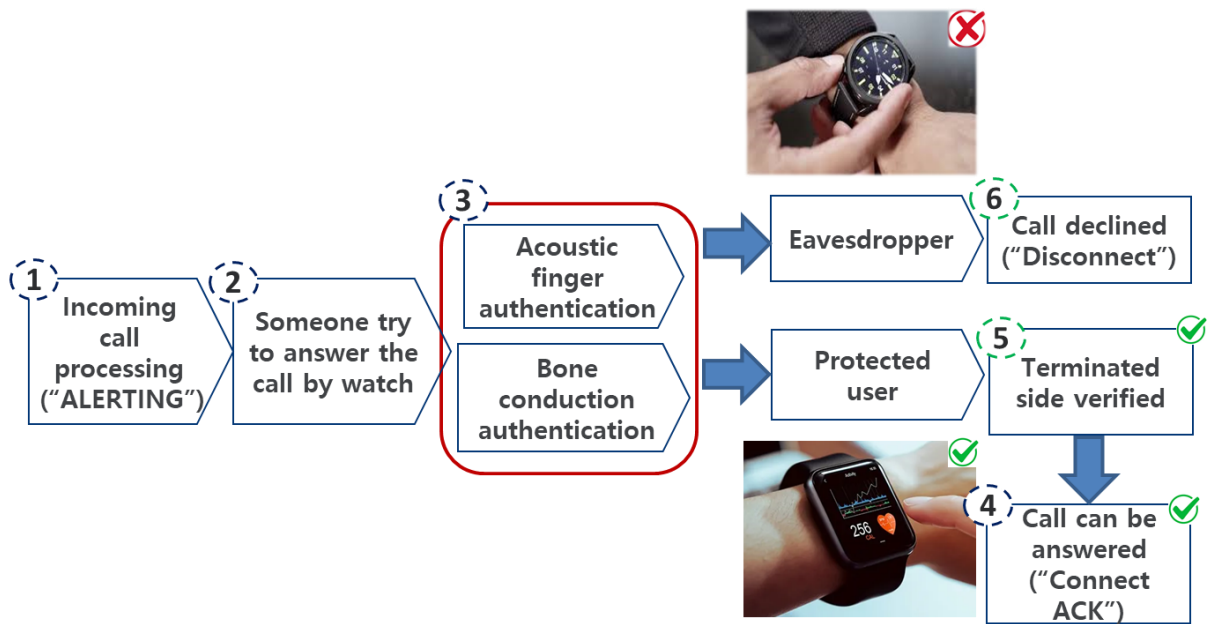 1
Incoming
call
processing
(“ALERTING”)
2
Someone try
to answer the
call by watch
3
Acoustic
finger
authentication
Bone
conduction
authentication
Eavesdropper
6
Call declined
(“Disconnect”)
Protected
user
5
Terminated
side verified
4
Call can be
answered
(“Connect
ACK”)
256
CAL